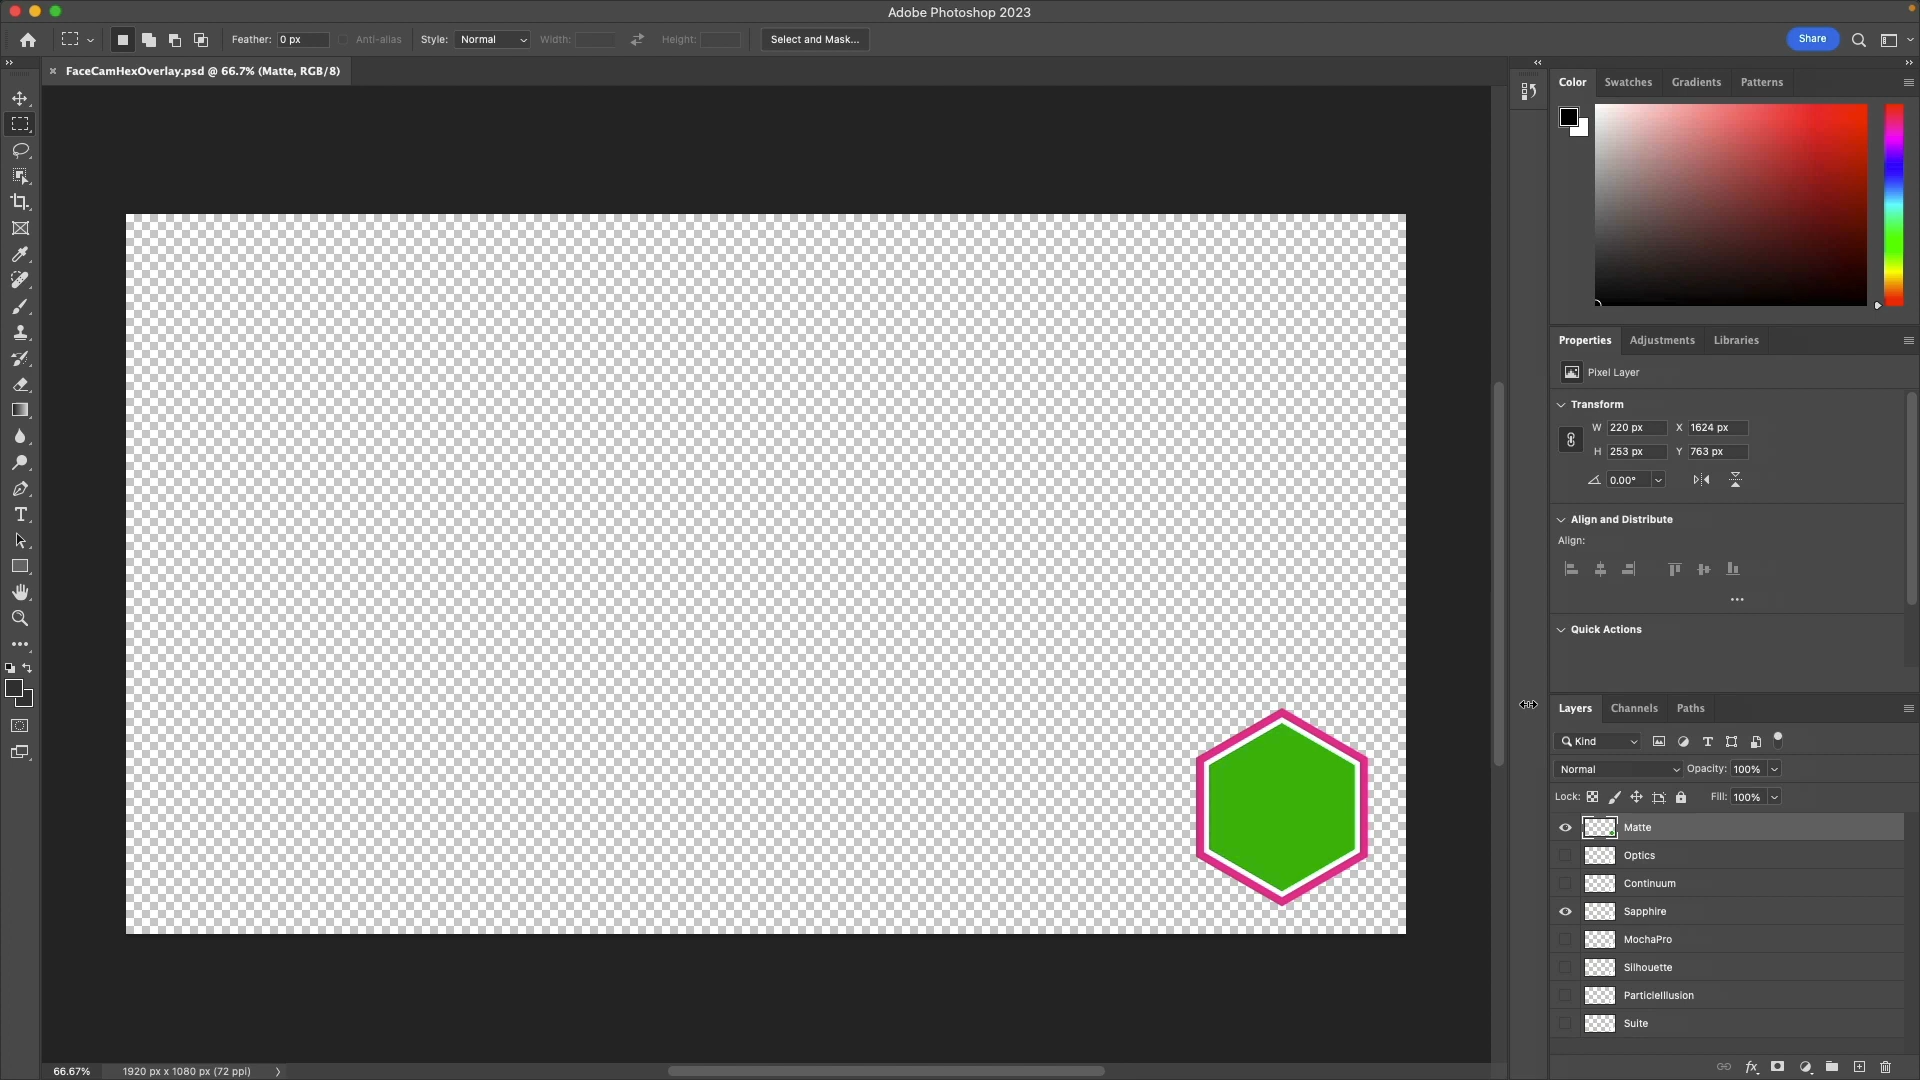 Adobe Photoshop 2023
Feather: 0 px Anti-alias Style: Normal Width: Height: Select and Mask... Share
FaceCamHexOverlay.psd @ 66.7% (Matte, RGB/8)
Color Swatches Gradients Patterns
Properties Adjustments Libraries
Pixel Layer
Transform
W 220 px X 1624 px
H 253 px Y 763 px
0.00°
Align and Distribute
Align:
Quick Actions
Layers Channels Paths
Kind
Normal Opacity: 100%
Lock: Fill: 100%
Matte
Optics
Continuum
Sapphire
MochaPro
Silhouette
ParticleIllusion
Suite
66.67% 1920 px x 1080 px (72 ppi)